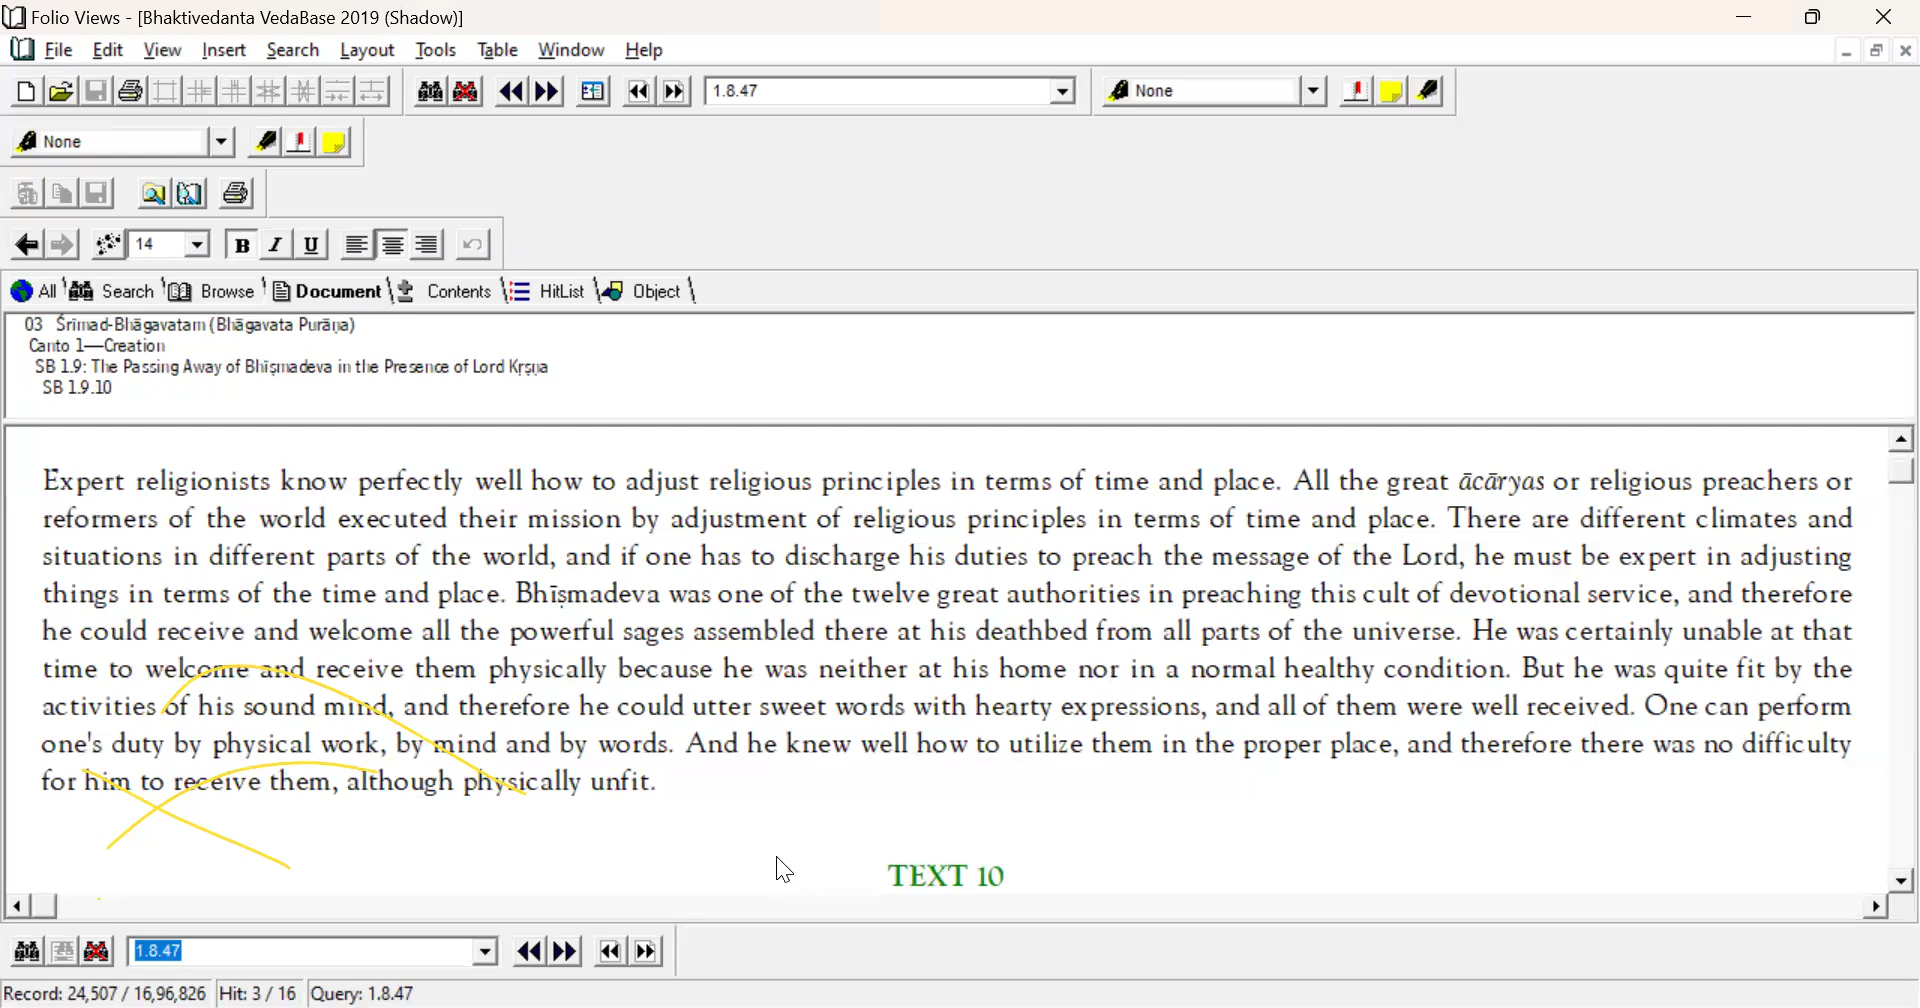 Folio Views - [Bhaktivedanta VedaBase 2019 (Shadow)]
File Edit View Insert Search Layout Tools Table Window Help
1.8.47 None
None
14 B I U
All Search Browse Document Contents HitList Object
03 Śrīmad-Bhāgavatam (Bhāgavata Purāṇa)
Canto 1—Creation
SB 1.9: The Passing Away of Bhīṣmadeva in the Presence of Lord Kṛṣṇa
SB 1.9.10
Expert religionists know perfectly well how to adjust religious principles in terms of time and place. All the great ācāryas or religious preachers or
reformers of the world executed their mission by adjustment of religious principles in terms of time and place. There are different climates and
situations in different parts of the world, and if one has to discharge his duties to preach the message of the Lord, he must be expert in adjusting
things in terms of the time and place. Bhīṣmadeva was one of the twelve great authorities in preaching this cult of devotional service, and therefore
he could receive and welcome all the powerful sages assembled there at his deathbed from all parts of the universe. He was certainly unable at that
time to welcome and receive them physically because he was neither at his home nor in a normal healthy condition. But he was quite fit by the
activities of his sound mind, and therefore he could utter sweet words with hearty expressions, and all of them were well received. One can perform
one's duty by physical work, by mind and by words. And he knew well how to utilize them in the proper place, and therefore there was no difficulty
for him to receive them, although physically unfit.
TEXT 10
1.8.47
Record: 24,507 / 16,96,826 Hit: 3 / 16 Query: 1.8.47